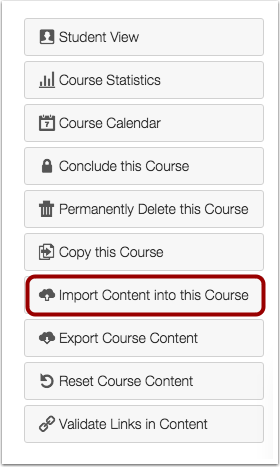 Student View
Course Statistics
7 Course Calendar
Conclude this Course
Permanently Delete this Course
Copy this Course
Import Content into this Course
Export Course Content
Reset Course Content
Validate Links in Content